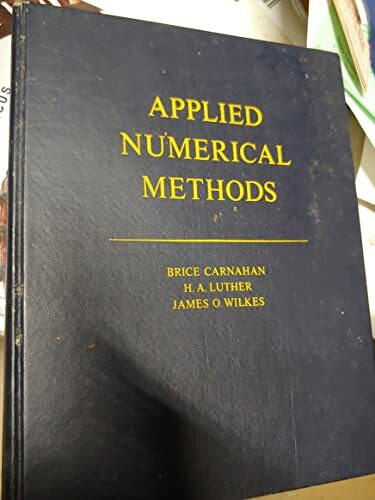 APPLIED
NUMERICAL
METHODS
BRICE CARNAHAN
H. A. LUTHER
JAMES O. WILKES